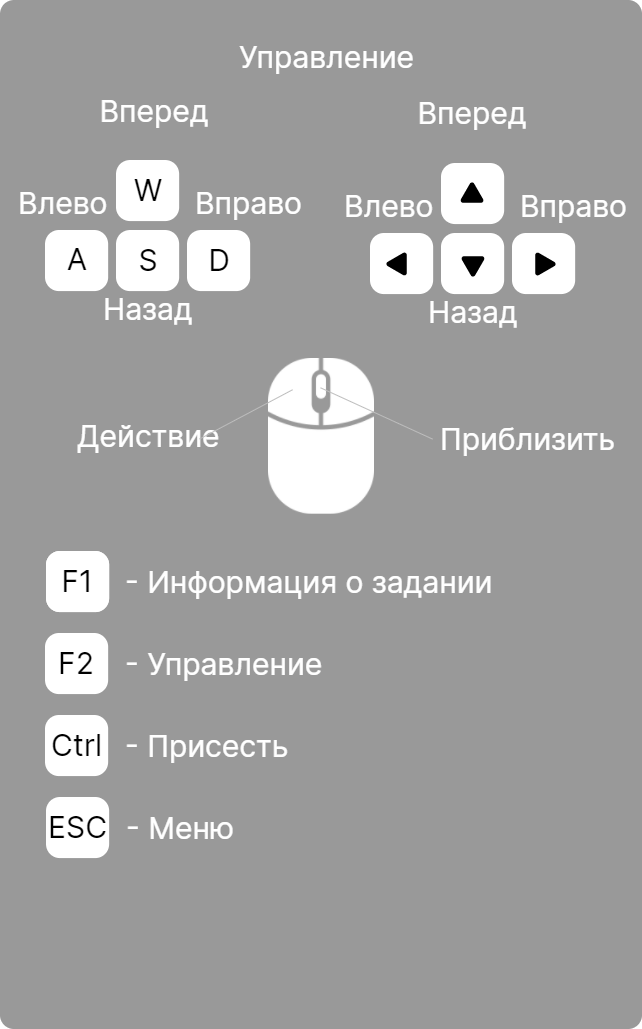 Управление
Вперед Вперед
W
Влево Вправо Влево Вправо
A S D
Назад Назад
Действие Приблизить
F1 - Информация о задании
F2 - Управление
Ctrl - Присесть
ESC - Меню